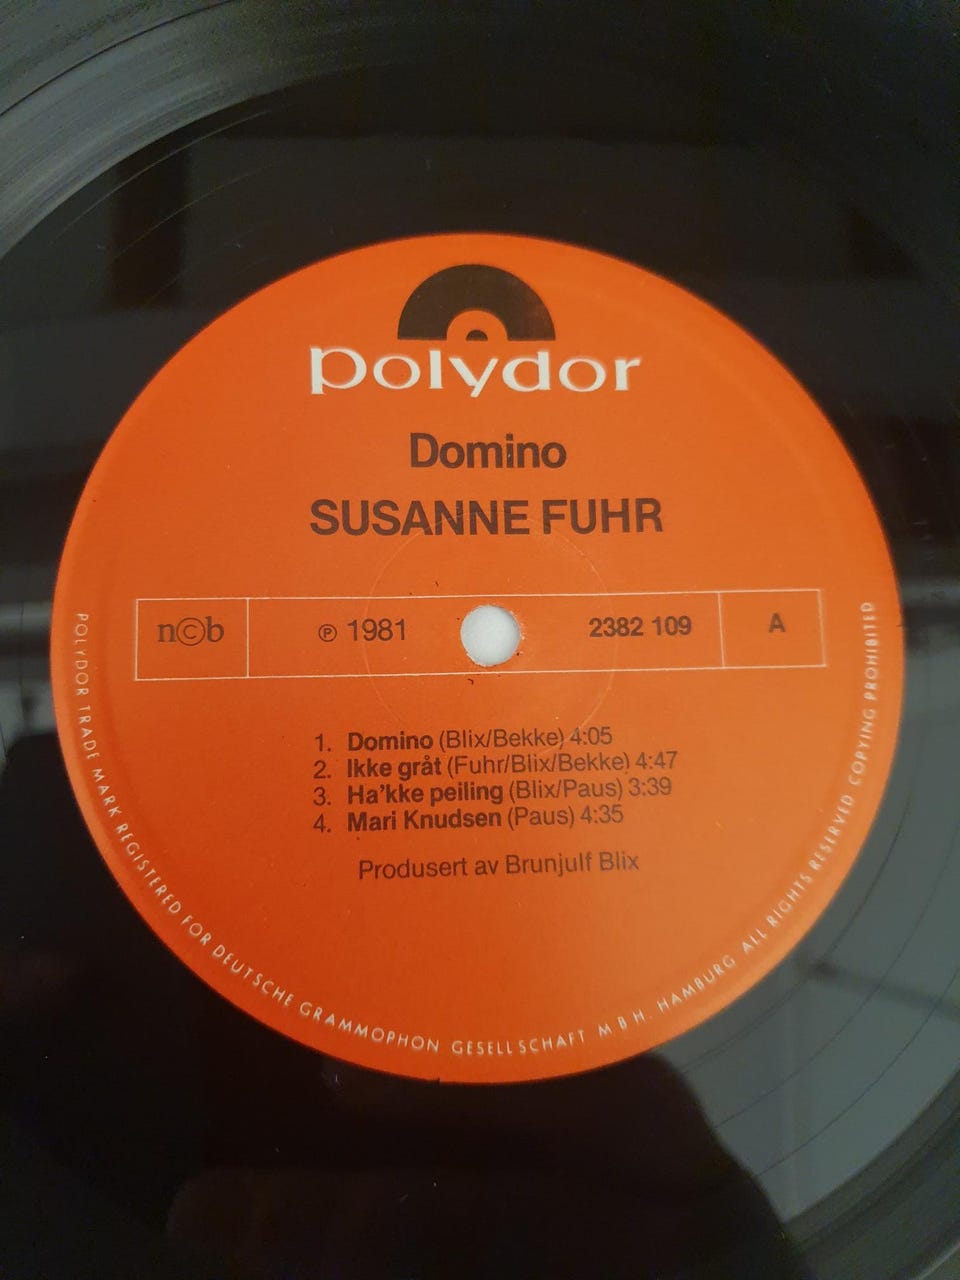 polydor
Domino
SUSANNE FUHR
n©b
℗ 1981
2382 109
A
1. Domino (Blix/Bekke) 4:05
2. Ikke gråt (Fuhr/Blix/Bekke) 4:47
3. Ha'kke peiling (Blix/Paus) 3:39
4. Mari Knudsen (Paus) 4:35
Produsert av Brunjulf Blix
POLYDOR TRADE MARK REGISTERED FOR DEUTSCHE GRAMMOPHON GESELLSCHAFT M B H. HAMBURG ALL RIGHTS RESERVED COPYING PROHIBITED